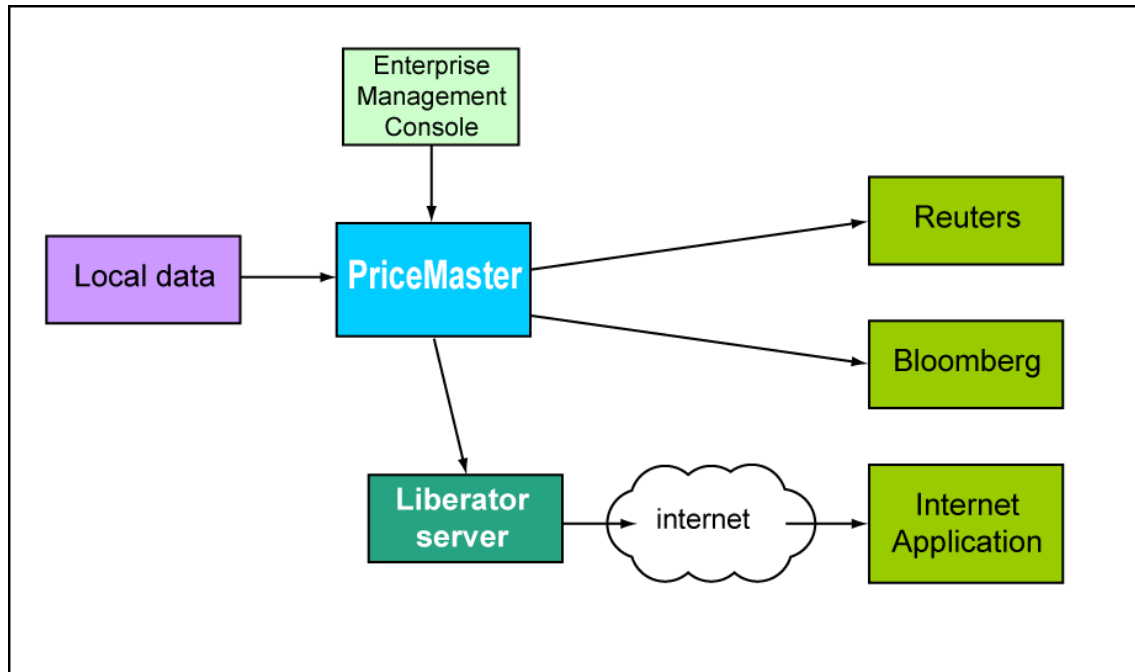 Enterprise
Management
Console
Reuters
Local data
PriceMaster
Bloomberg
Liberator
server
internet
Internet
Application